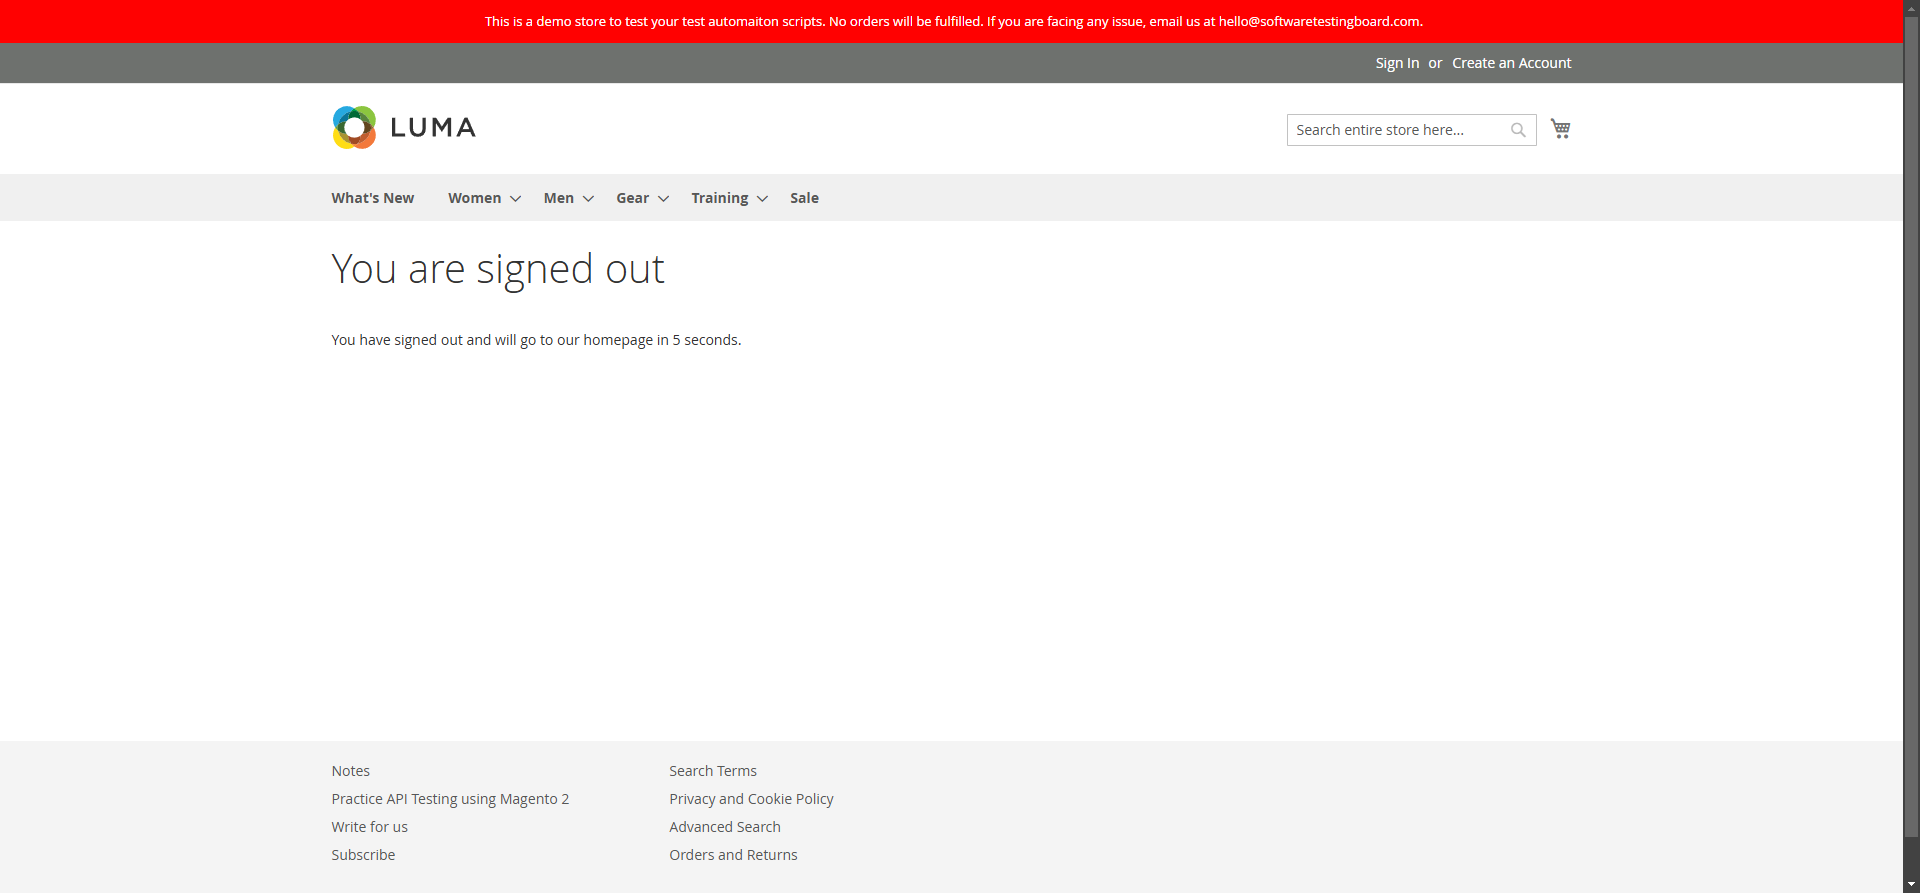 This is a demo store to test your test automaiton scripts. No orders will be fulfilled. If you are facing any issue, email us at hello@softwaretestingboard.com.
Sign In or Create an Account
LUMA
Search entire store here...
What's New Women Men Gear Training Sale
You are signed out
You have signed out and will go to our homepage in 5 seconds.
Notes
Practice API Testing using Magento 2
Write for us
Subscribe
Search Terms
Privacy and Cookie Policy
Advanced Search
Orders and Returns